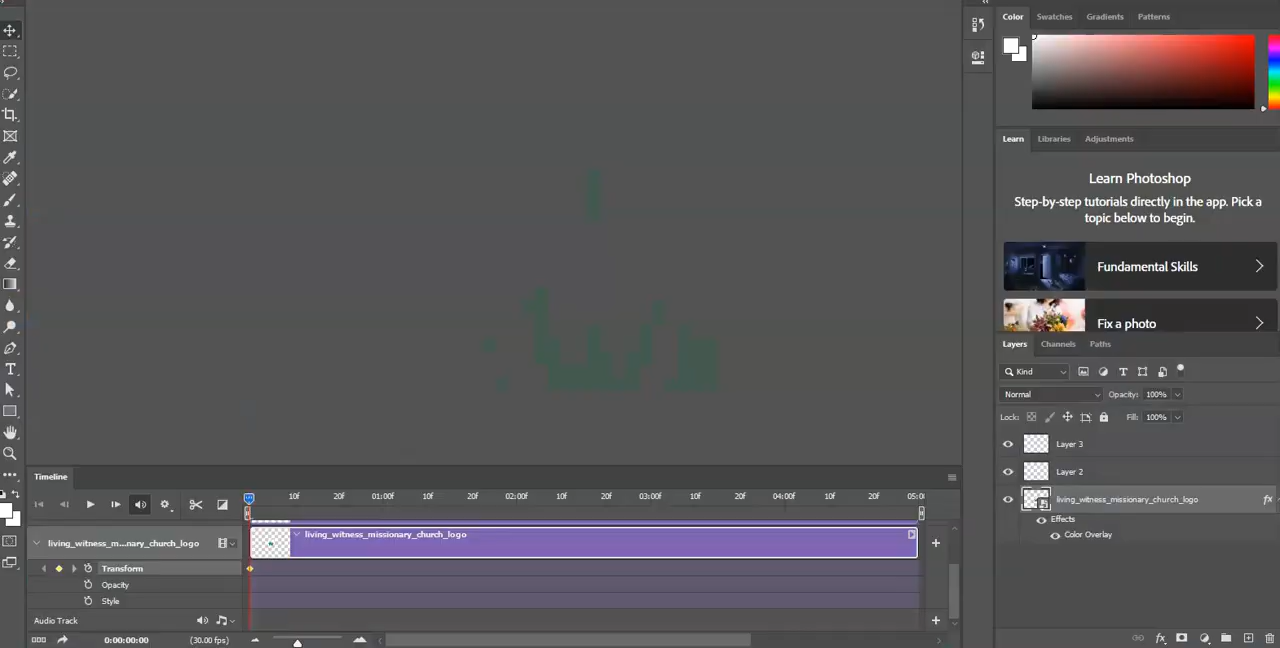 Color Swatches Gradients Patterns
Learn Libraries Adjustments
Learn Photoshop
Step-by-step tutorials directly in the app. Pick a
topic below to begin.
Fundamental Skills
Fix a photo
Layers Channels Paths
Kind
Normal Opacity: 100%
Lock: Fill: 100%
Layer 3
Layer 2
living_witness_missionary_church_logo fx
Effects
Color Overlay
fx
Timeline
10f 20f 01:00f 10f 20f 02:00f 10f 20f 03:00f 10f 20f 04:00f 10f 20f 05:0
living_witness_m...nary_church_logo
living_witness_missionary_church_logo
Transform
Opacity
Style
Audio Track
0:00:00:00 (30.00 fps)